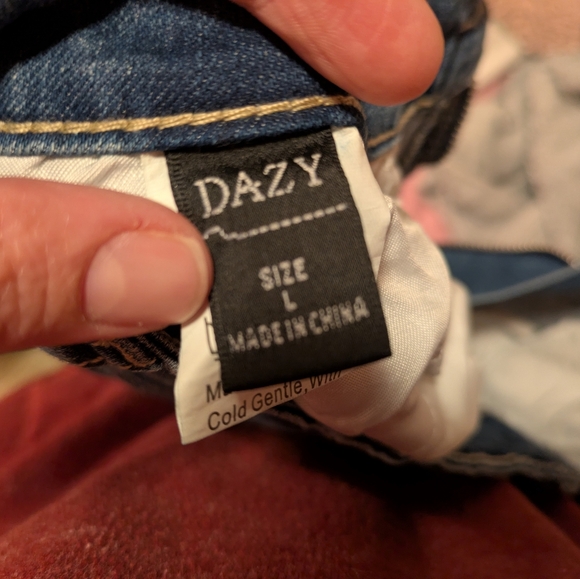 DAZY
SIZE
L
MADE IN CHINA
Cold Gentle,